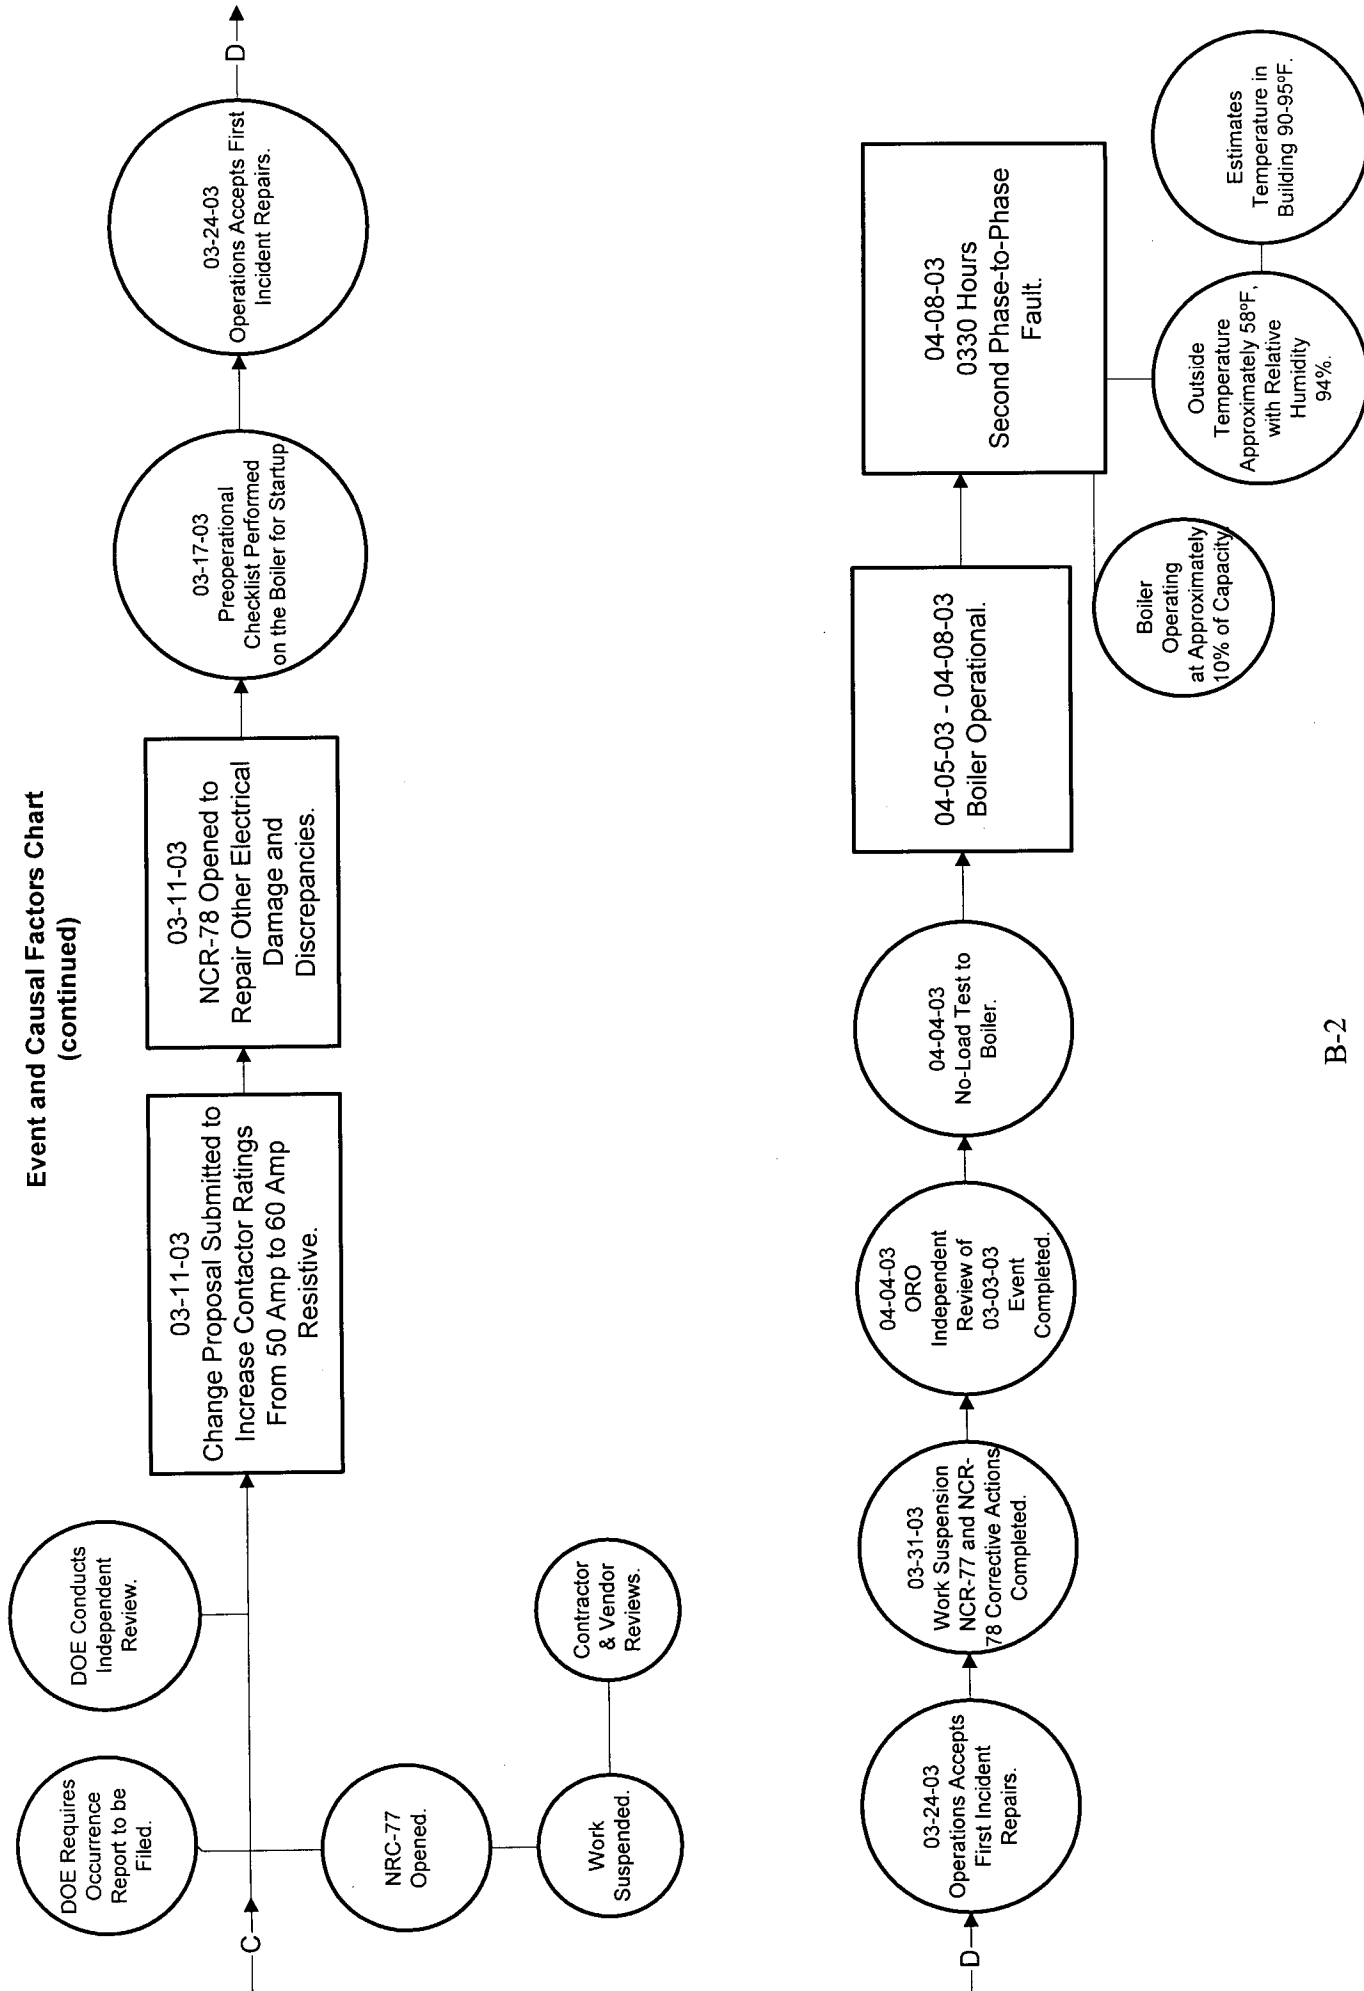 Event and Causal Factors Chart
(continued)
C
DOE Requires
Occurrence
Report to be
Filed.
DOE Conducts
Independent
Review.
NRC-77
Opened.
Work
Suspended.
Contractor
& Vendor
Reviews.
03-11-03
Change Proposal Submitted to
Increase Contactor Ratings
From 50 Amp to 60 Amp
Resistive.
03-11-03
NCR-78 Opened to
Repair Other Electrical
Damage and
Discrepancies.
03-17-03
Preoperational
Checklist Performed
on the Boiler for Startup
03-24-03
Operations Accepts First
Incident Repairs.
D
D
03-24-03
Operations Accepts
First Incident
Repairs.
03-31-03
Work Suspension
NCR-77 and NCR-
78 Corrective Actions
Completed.
04-04-03
ORO
Independent
Review of
03-03-03
Event
Completed.
04-04-03
No-Load Test to
Boiler.
04-05-03 - 04-08-03
Boiler Operational.
04-08-03
0330 Hours
Second Phase-to-Phase
Fault.
Boiler
Operating
at Approximately
10% of Capacity
Outside
Temperature
Approximately 58ºF,
with Relative
Humidity
94%.
Estimates
Temperature in
Building 90-95ºF.
B-2